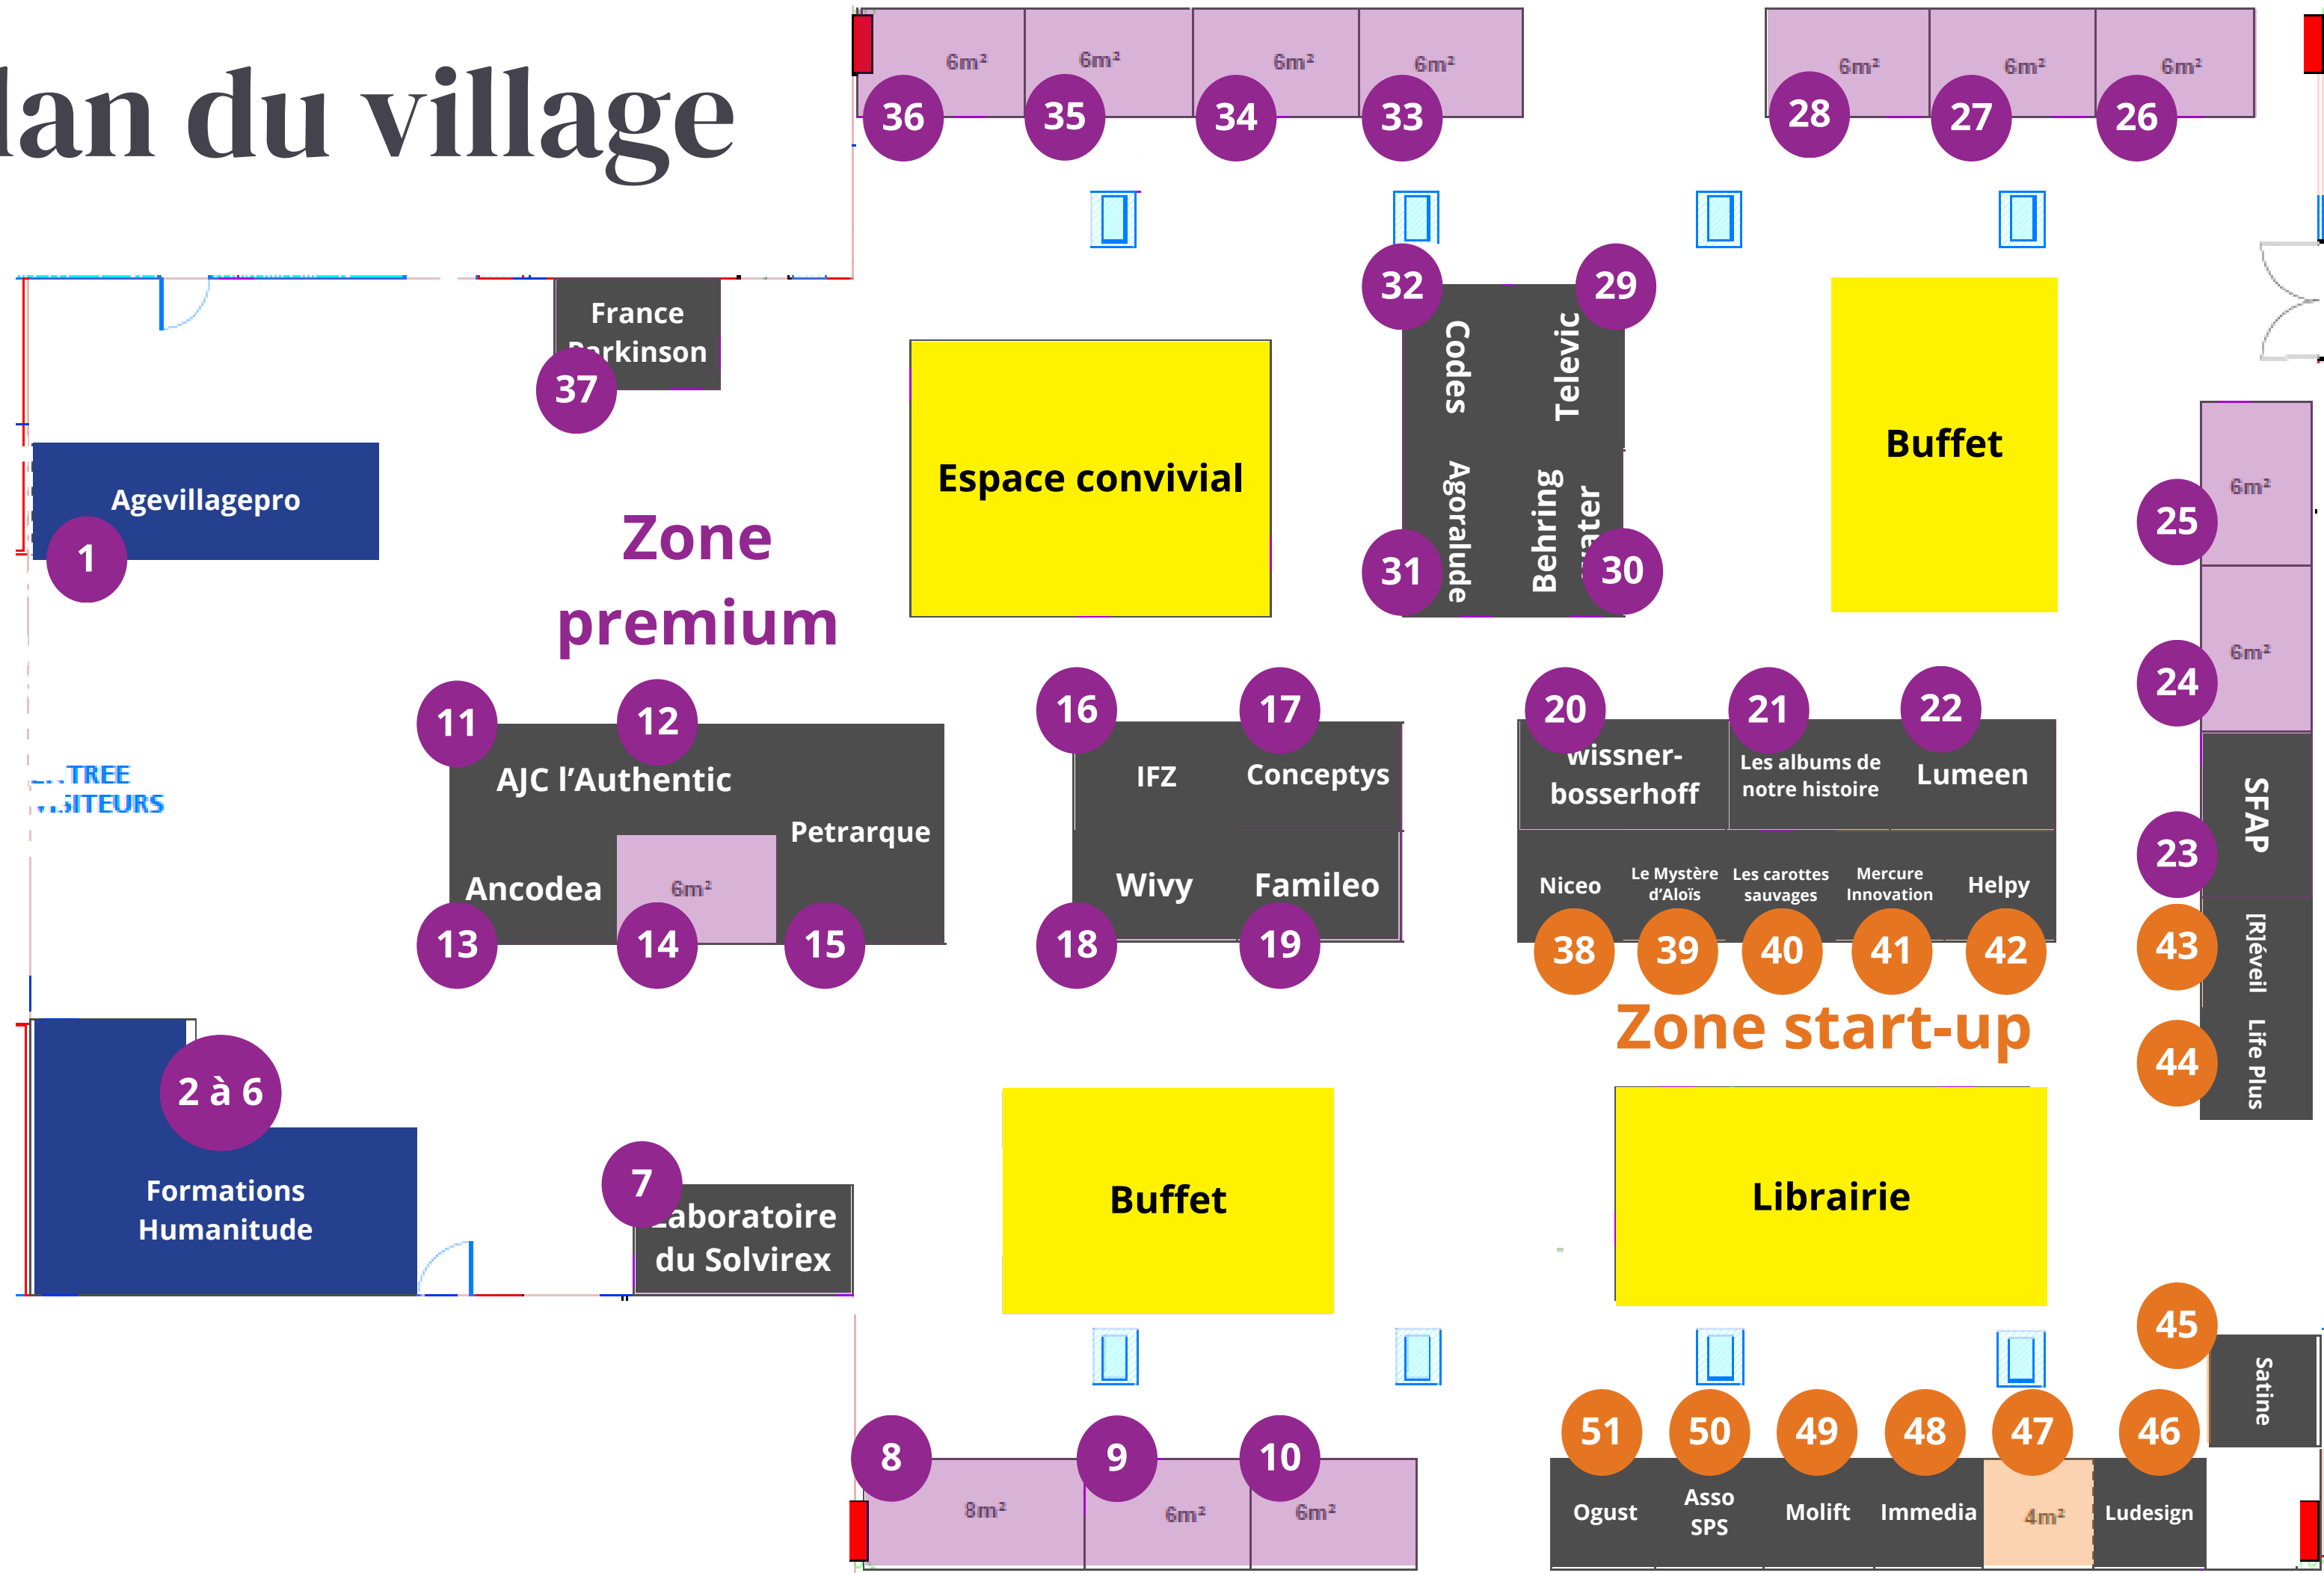 lan du village
6m²
6m²
6m²
6m²
6m²
6m²
6m²
36
35
34
33
28
27
26
France
Parkinson
37
32
29
Copes
Televic
Agoralude
Behring
water
31
30
Espace convivial
Buffet
Agevillagepro
1
Zone
premium
6m²
25
6m²
24
SFAP
23
[R]éveil
43
Life Plus
44
ENTREE
VISITEURS
11
12
AJC l’Authentic
Petrarque
Ancodea
6m²
13
14
15
16
17
IFZ
Conceptys
Wivy
Famileo
18
19
20
21
22
wissner-
bosserhoff
Les albums de
notre histoire
Lumeen
Niceo
Le Mystère
d’Aloïs
Les carottes
sauvages
Mercure
Innovation
Helpy
38
39
40
41
42
Zone start-up
2 à 6
Formations
Humanitude
7
Laboratoire
du Solvirex
Buffet
Librairie
45
Satine
8
9
10
8m²
6m²
6m²
51
50
49
48
47
46
Ogust
Asso
SPS
Molift
Immedia
4m²
Ludesign